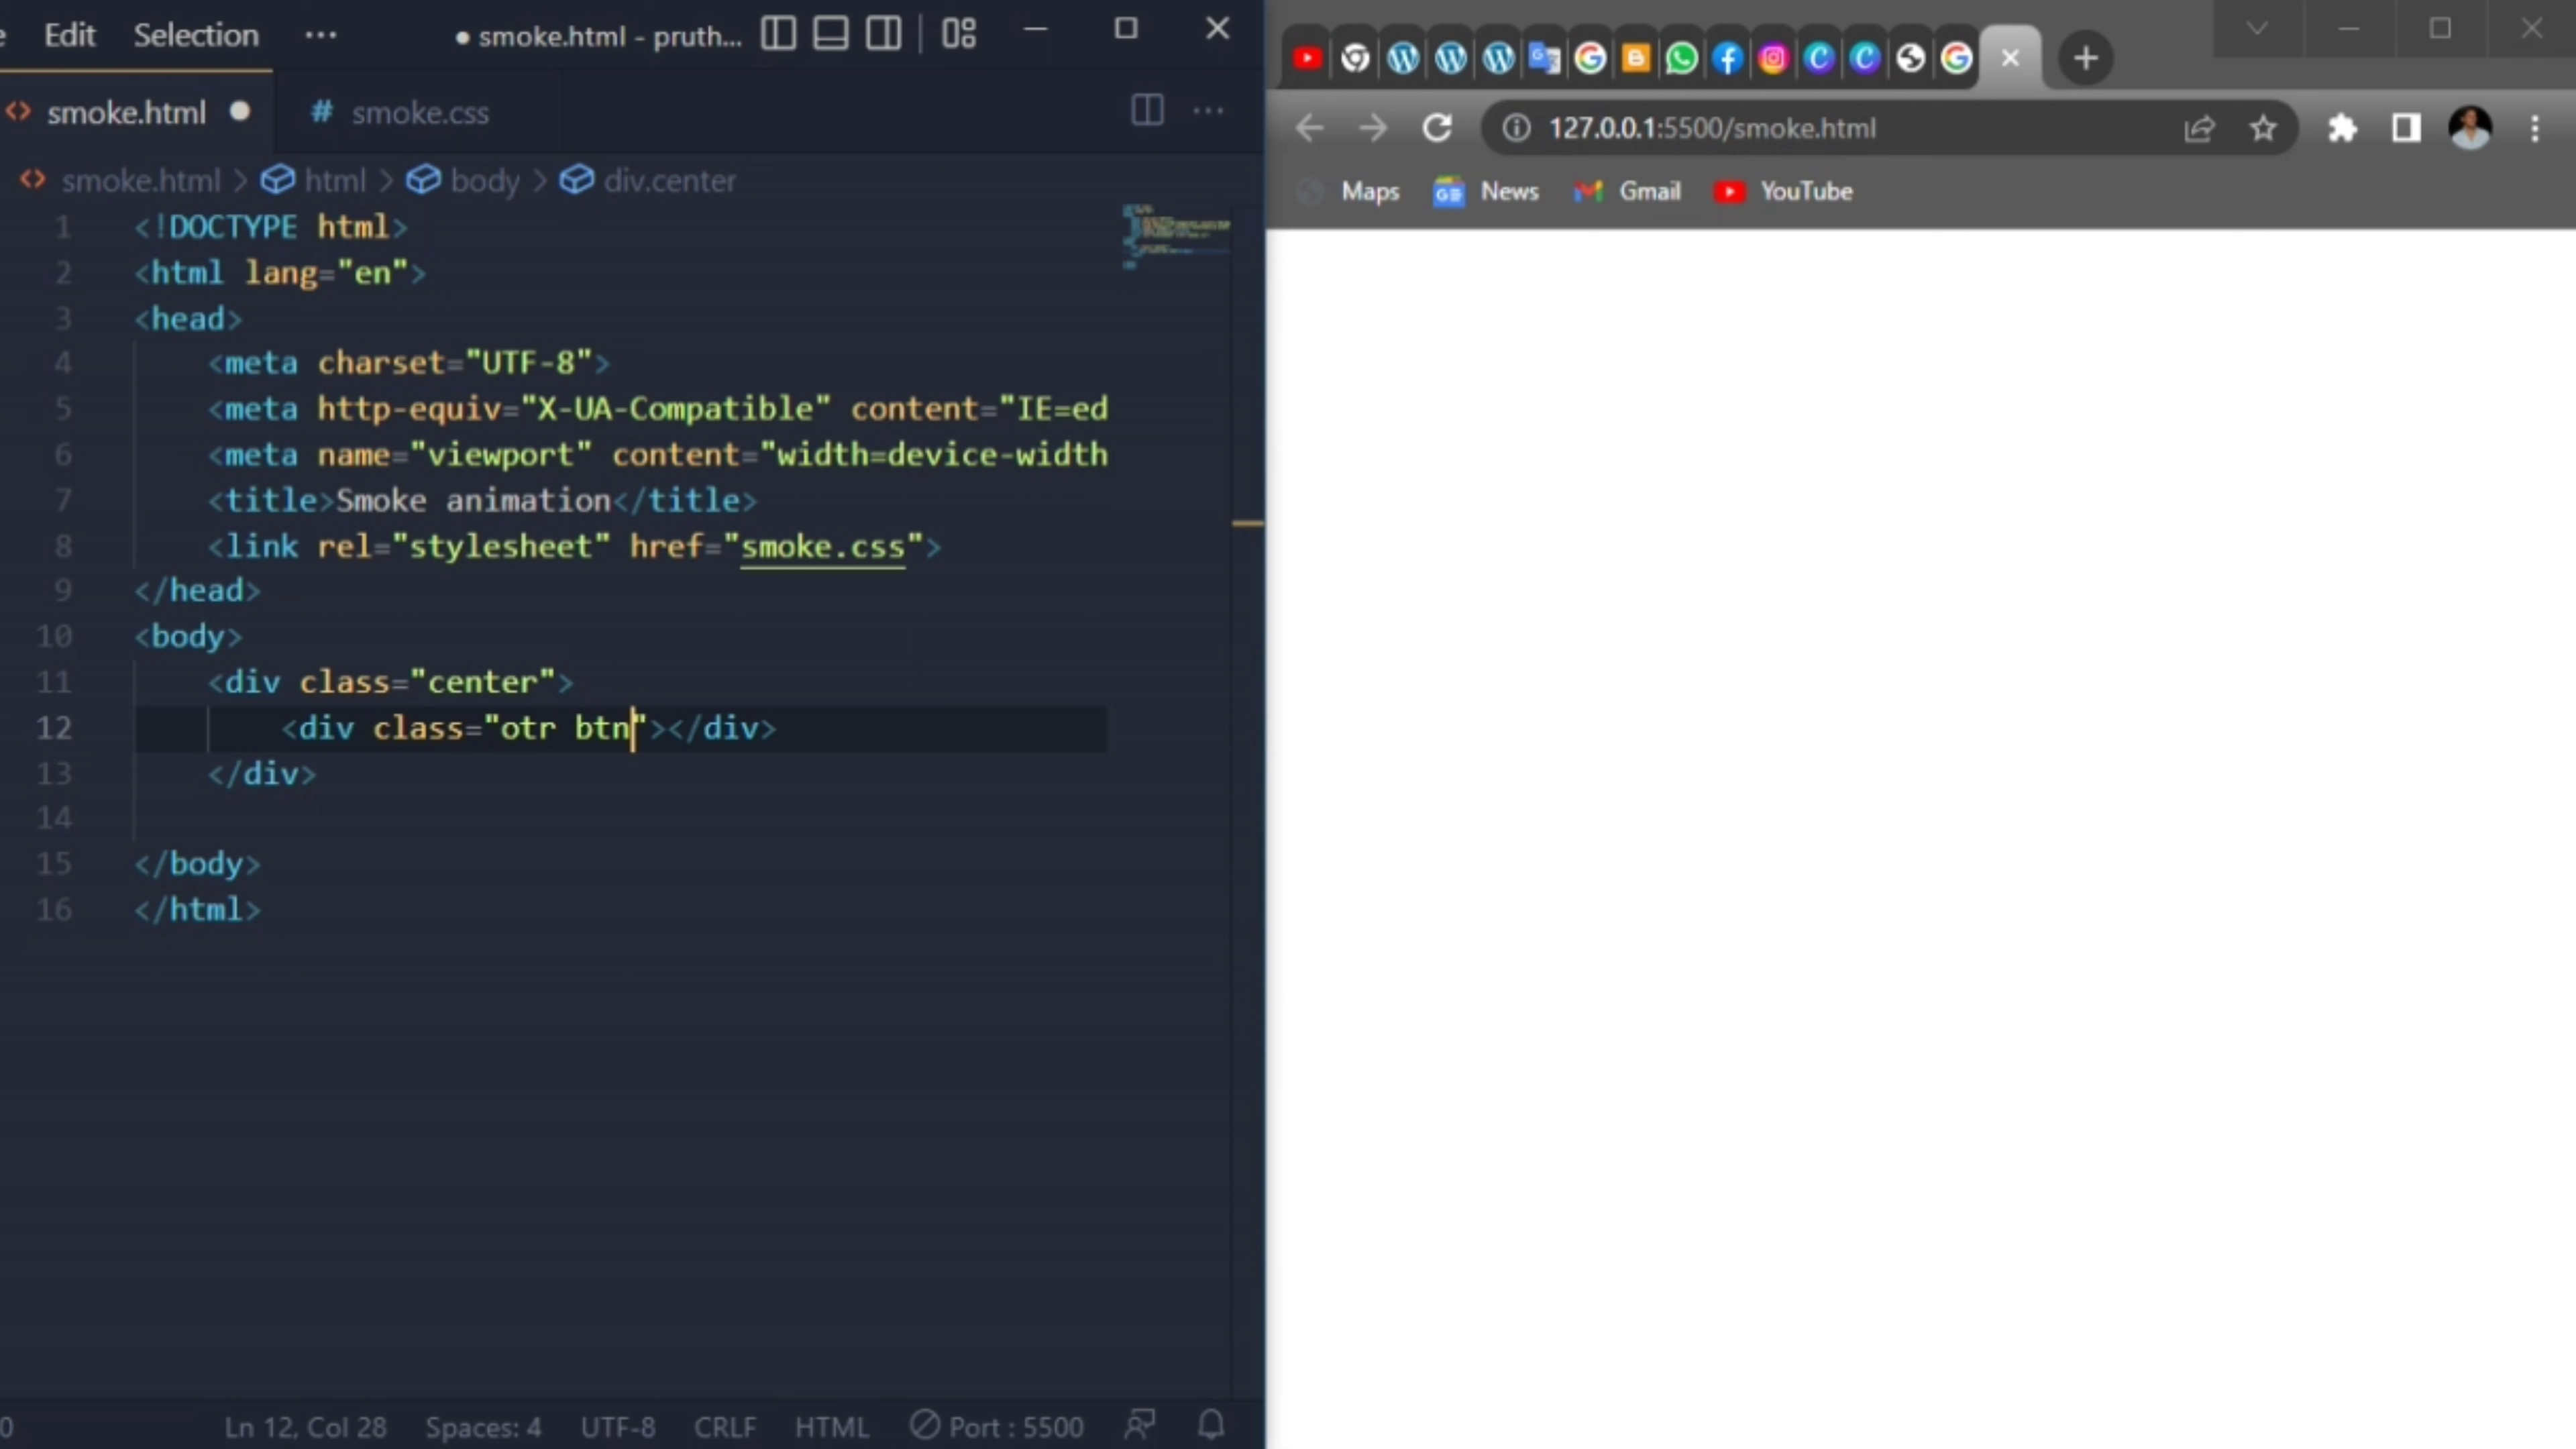 Edit Selection ··· ● smoke.html - pruth...
smoke.html ● # smoke.css ···
smoke.html > html > body > div.center
1 <!DOCTYPE html>
2 <html lang="en">
3 <head>
4 <meta charset="UTF-8">
5 <meta http-equiv="X-UA-Compatible" content="IE=ed
6 <meta name="viewport" content="width=device-width
7 <title>Smoke animation</title>
8 <link rel="stylesheet" href="smoke.css">
9 </head>
10 <body>
11 <div class="center">
12 <div class="otr btn"></div>
13 </div>
14
15 </body>
16 </html>
0 Ln 12, Col 28 Spaces: 4 UTF-8 CRLF HTML Port : 5500
127.0.0.1:5500/smoke.html
Maps News Gmail YouTube